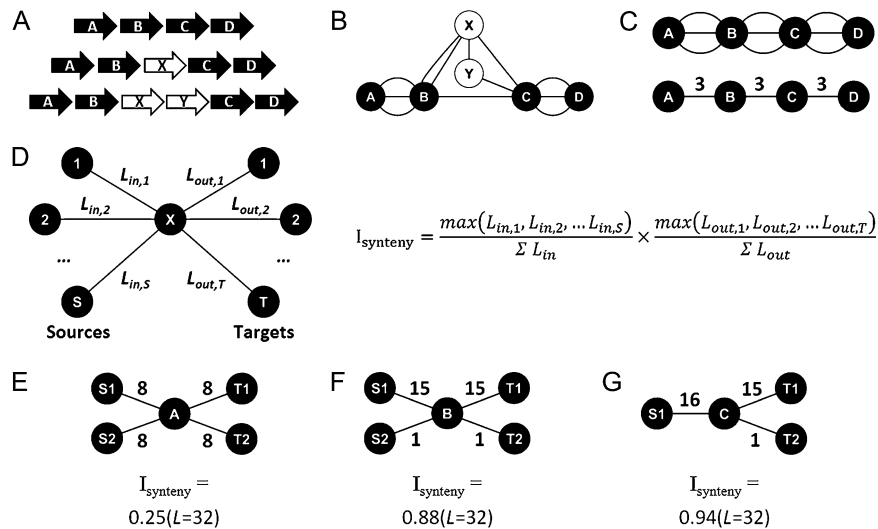 A
A B C D
A B X C D
A B X Y C D
B
X
Y
A B C D
C
A B C D
3 3 3
A B C D
D
1 L_in,1 L_out,1 1
2 L_in,2 X L_out,2 2
... ...
S L_in,S L_out,T T
Sources Targets
I_synteny = max(L_in,1, L_in,2, ... L_in,S) / Σ L_in × max(L_out,1, L_out,2, ... L_out,T) / Σ L_out
E
S1 8 8 T1
A
S2 8 8 T2
I_synteny =
0.25(L=32)
F
S1 15 15 T1
B
S2 1 1 T2
I_synteny =
0.88(L=32)
G
S1 16 C 15 T1
1 T2
I_synteny =
0.94(L=32)